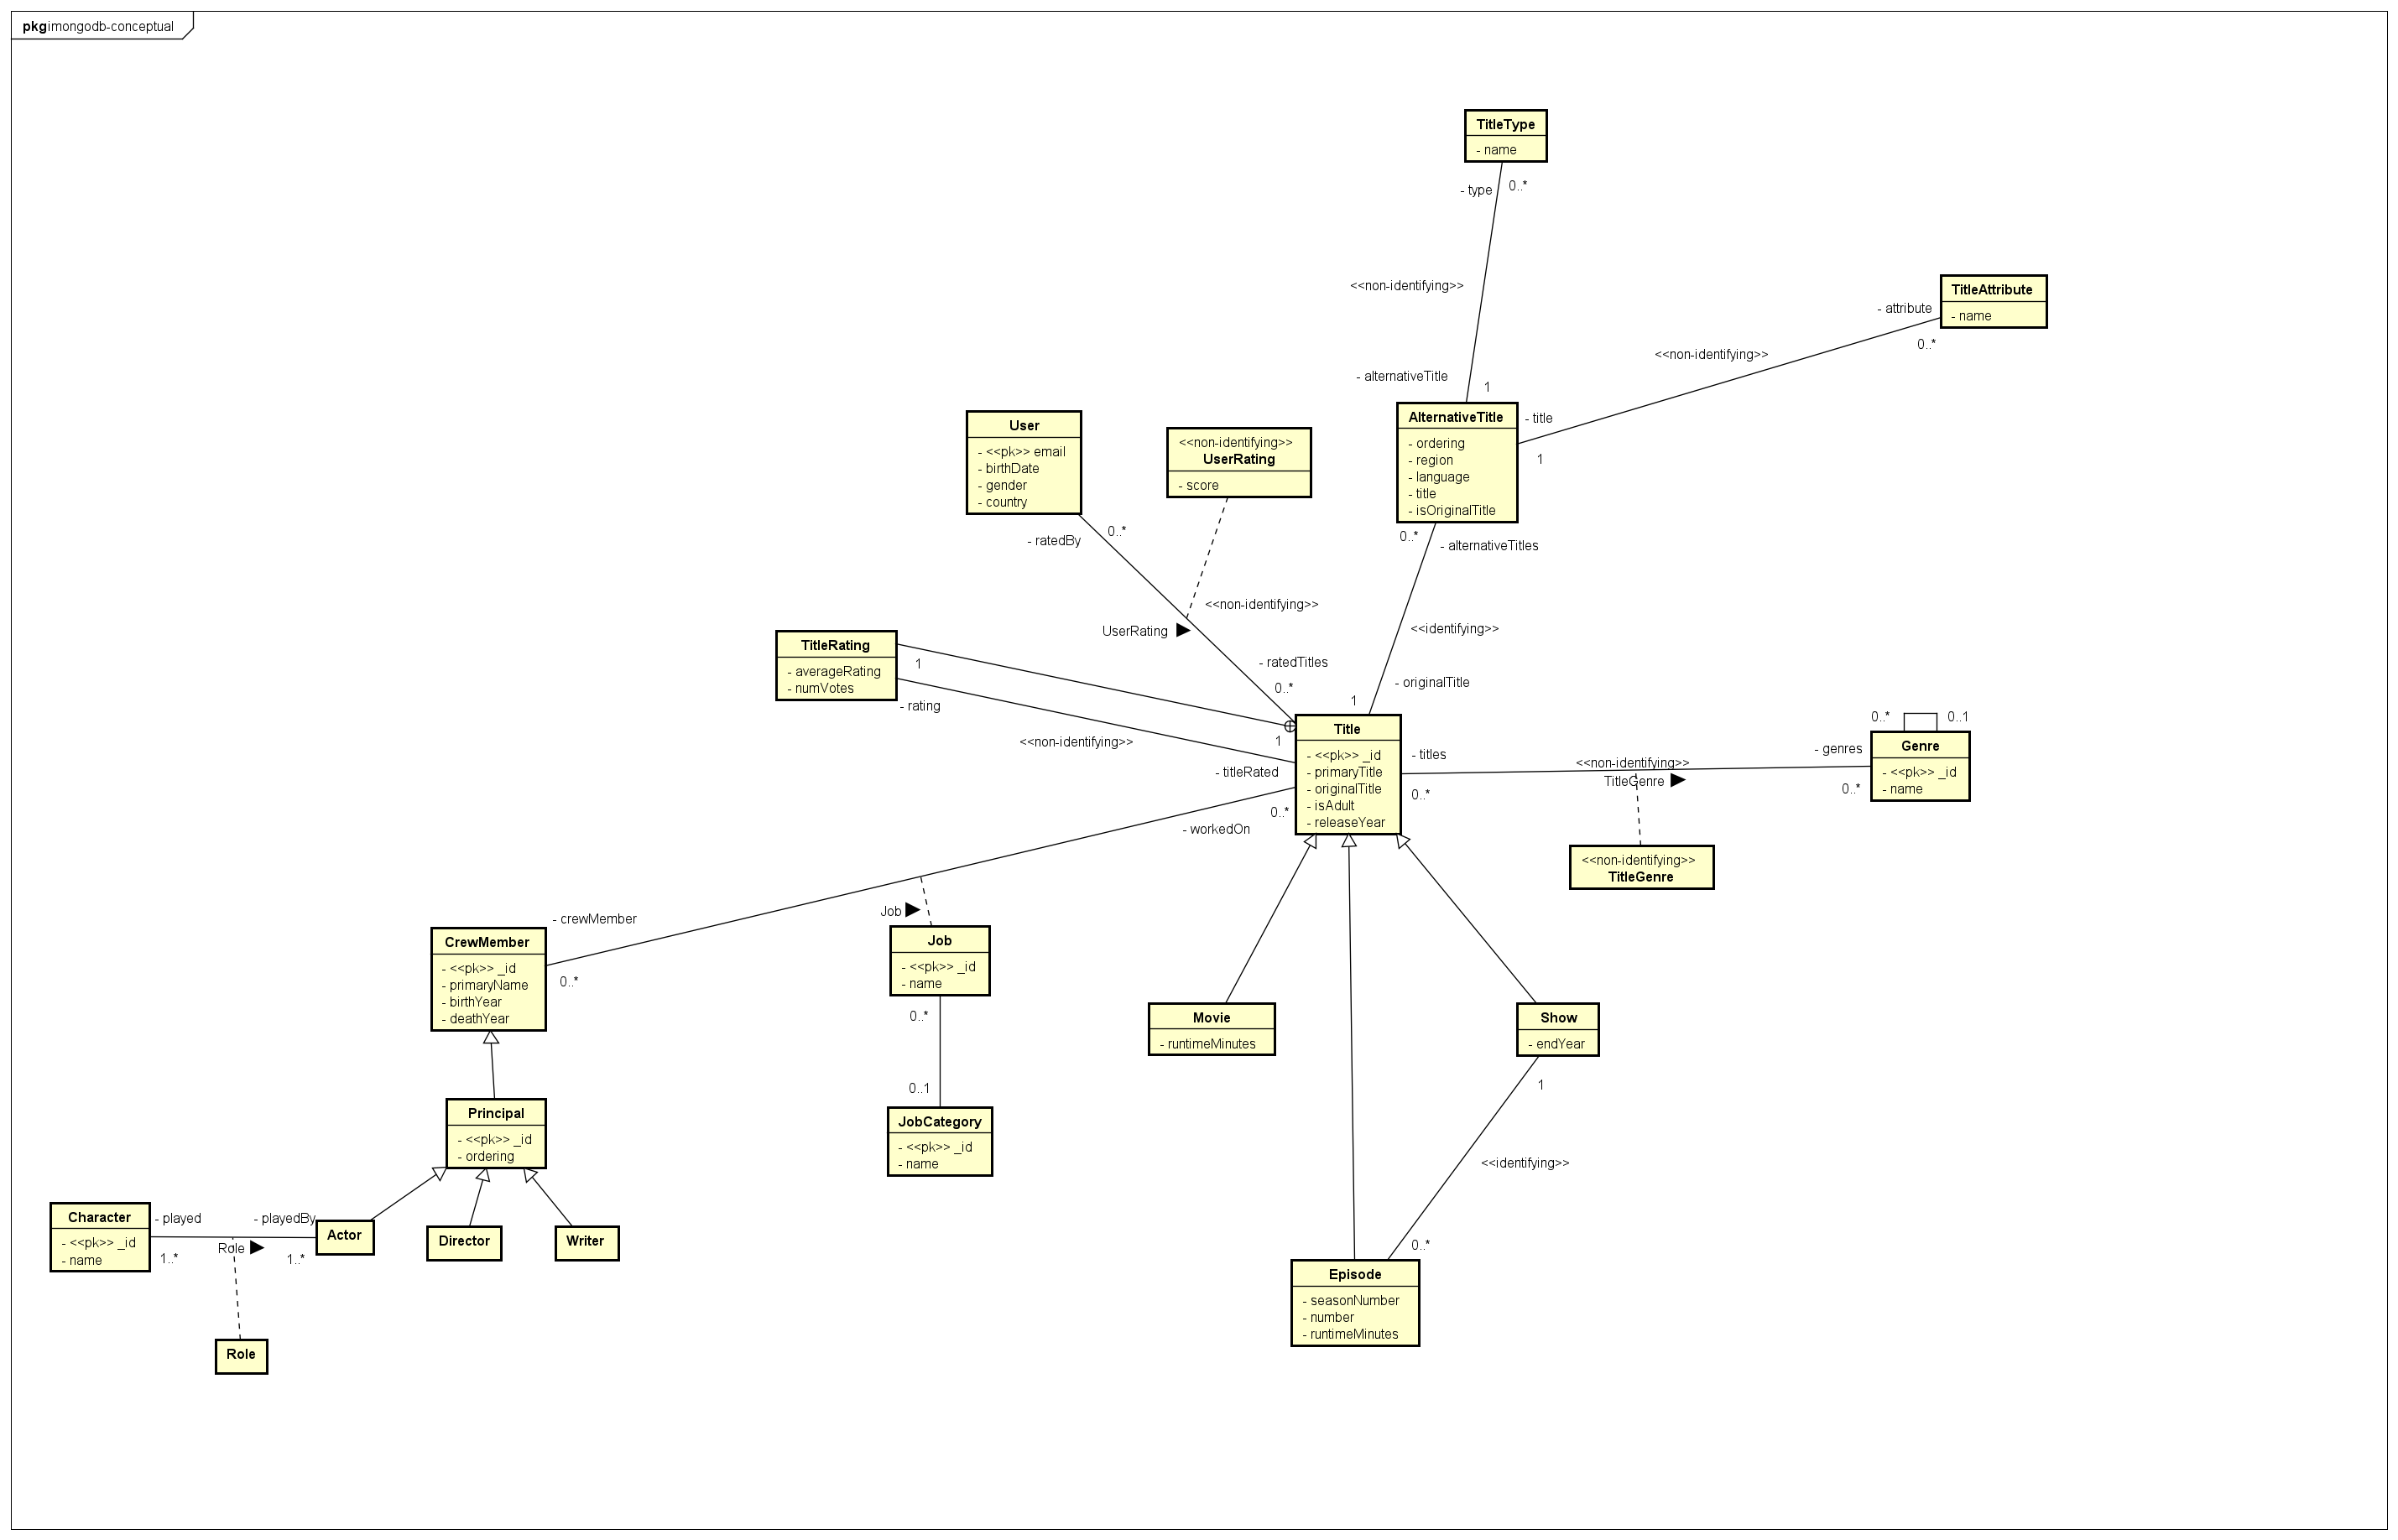 pkg imongodb-conceptual
TitleType
- name
- type
0..*
<<non-identifying>>
- alternativeTitle
1
TitleAttribute
- name
- attribute
0..*
<<non-identifying>>
- title
1
AlternativeTitle
- ordering
- region
- language
- title
- isOriginalTitle
0..*
- alternativeTitles
<<identifying>>
- originalTitle
1
User
- <<pk>> email
- birthDate
- gender
- country
0..*
- ratedBy
<<non-identifying>>
UserRating
- score
<<non-identifying>>
UserRating
- ratedTitles
0..*
TitleRating
- averageRating
- numVotes
1
- rating
<<non-identifying>>
1
- titleRated
Title
- <<pk>> _id
- primaryTitle
- originalTitle
- isAdult
- releaseYear
- titles
0..*
<<non-identifying>>
TitleGenre
- genres
0..*
0..*
0..1
Genre
- <<pk>> _id
- name
<<non-identifying>>
TitleGenre
0..*
- workedOn
- crewMember
0..*
Job
CrewMember
- <<pk>> _id
- primaryName
- birthYear
- deathYear
Job
- <<pk>> _id
- name
0..*
0..1
JobCategory
- <<pk>> _id
- name
Movie
- runtimeMinutes
Show
- endYear
1
<<identifying>>
0..*
Episode
- seasonNumber
- number
- runtimeMinutes
Principal
- <<pk>> _id
- ordering
Character
- <<pk>> _id
- name
- played
1..*
Role
- playedBy
1..*
Actor
Director
Writer
Role